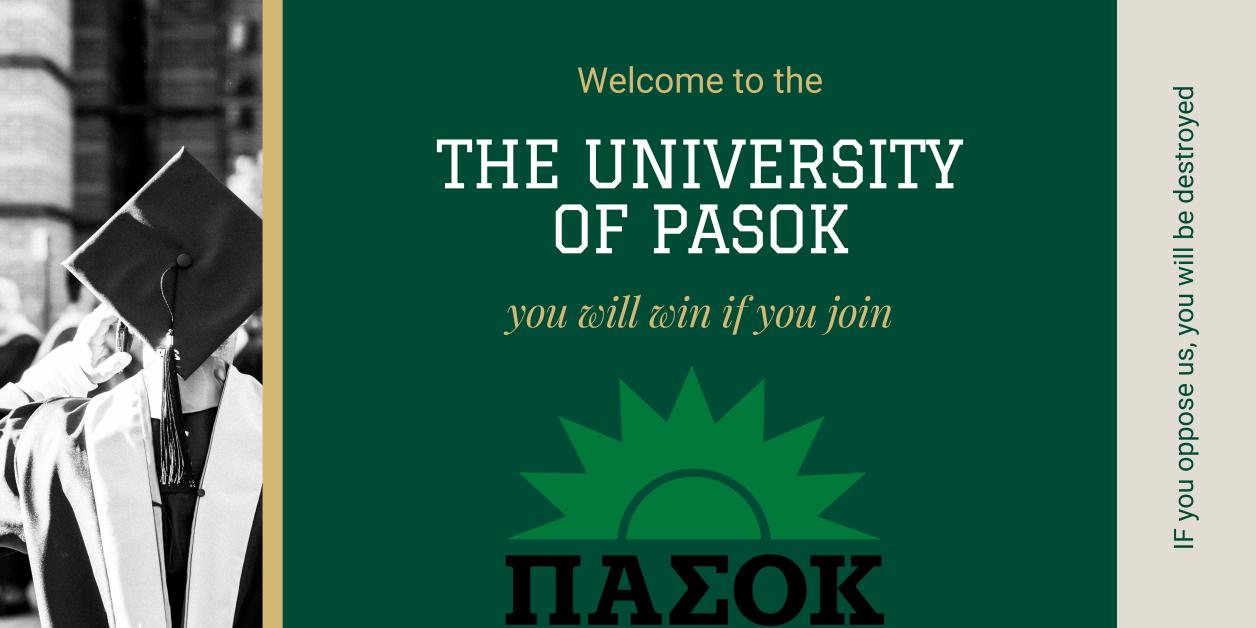 Welcome to the
THE UNIVERSITY
OF PASOK
you will win if you join
ΠΑΣΟΚ
IF you oppose us, you will be destroyed